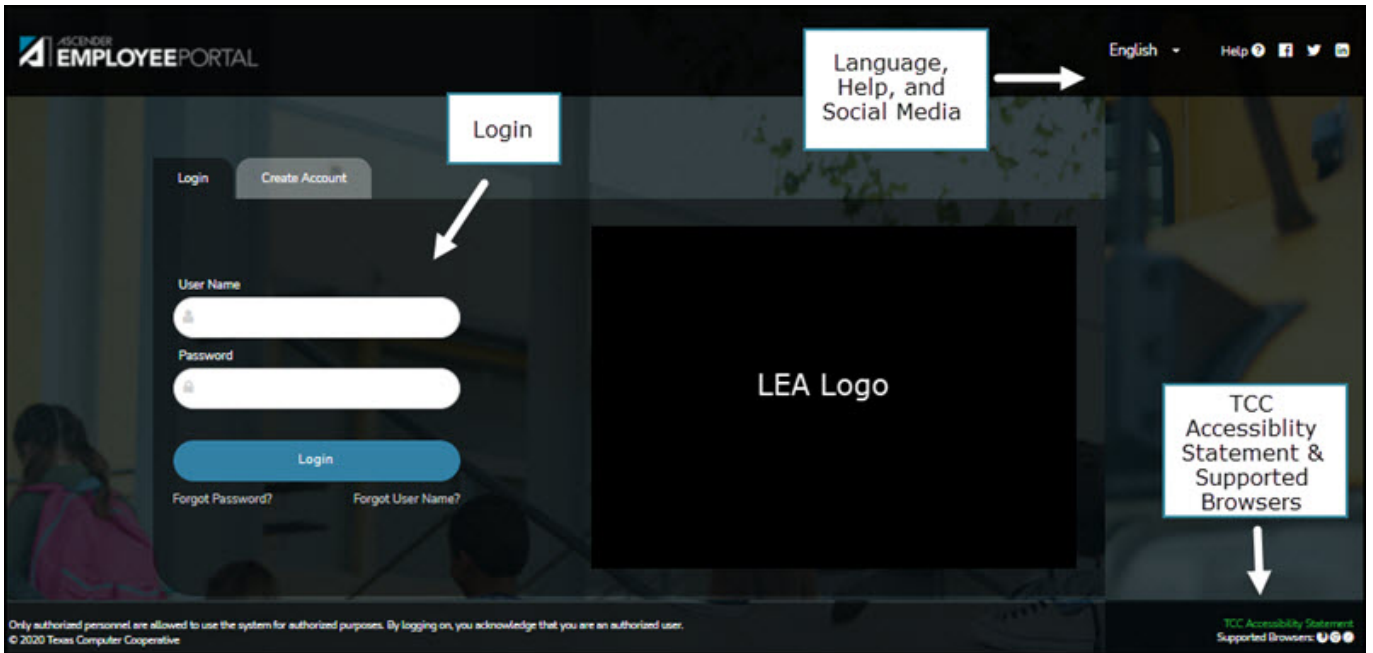 ASCENDER
EMPLOYEEPORTAL
English
Help
Language,
Help, and
Social Media
Login
Login
Create Account
User Name
Password
Login
Forgot Password?
Forgot User Name?
LEA Logo
TCC
Accessiblity
Statement &
Supported
Browsers
Only authorized personnel are allowed to use the system for authorized purposes. By logging on, you acknowledge that you are an authorized user.
© 2020 Texas Computer Cooperative
TCC Accessibility Statement
Supported Browsers: